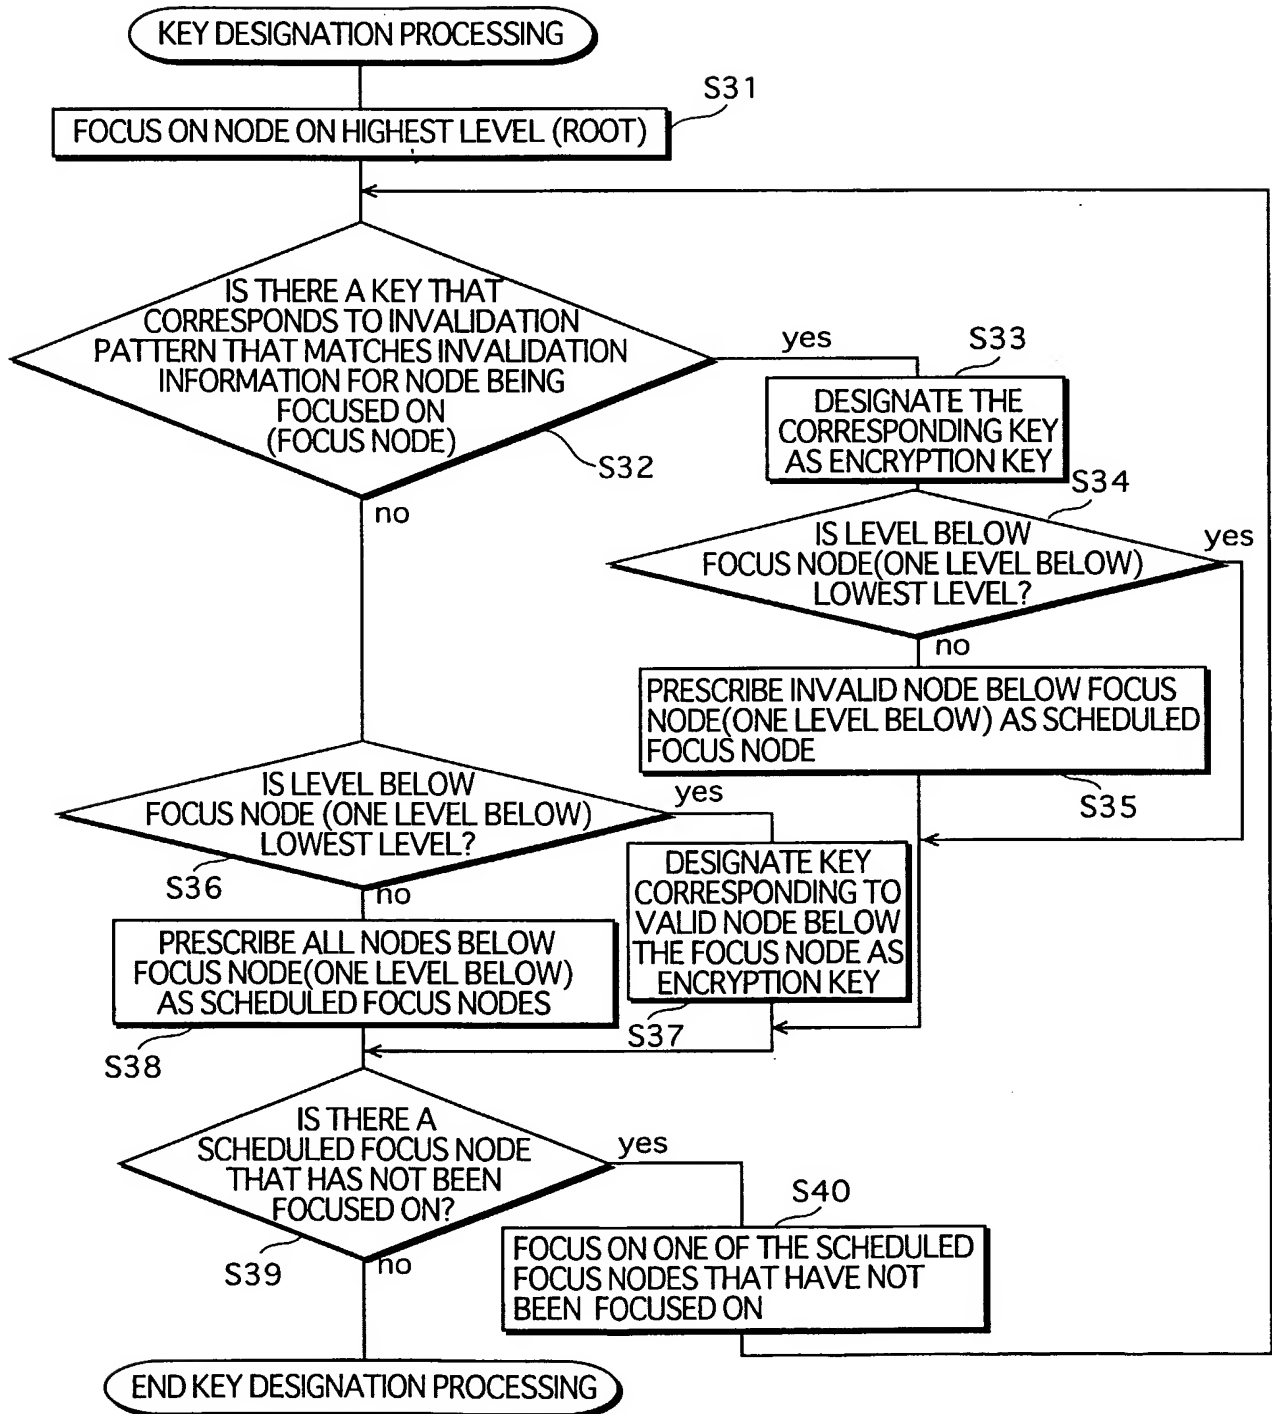 KEY DESIGNATION PROCESSING
S31
FOCUS ON NODE ON HIGHEST LEVEL (ROOT)
IS THERE A KEY THAT
CORRESPONDS TO INVALIDATION
PATTERN THAT MATCHES INVALIDATION
INFORMATION FOR NODE BEING
FOCUSED ON
(FOCUS NODE)
S32
yes
no
S33
DESIGNATE THE
CORRESPONDING KEY
AS ENCRYPTION KEY
S34
IS LEVEL BELOW
FOCUS NODE(ONE LEVEL BELOW)
LOWEST LEVEL?
yes
no
PRESCRIBE INVALID NODE BELOW FOCUS
NODE(ONE LEVEL BELOW) AS SCHEDULED
FOCUS NODE
S35
IS LEVEL BELOW
FOCUS NODE (ONE LEVEL BELOW)
LOWEST LEVEL?
yes
S36
no
DESIGNATE KEY
CORRESPONDING TO
VALID NODE BELOW
THE FOCUS NODE AS
ENCRYPTION KEY
S37
PRESCRIBE ALL NODES BELOW
FOCUS NODE(ONE LEVEL BELOW)
AS SCHEDULED FOCUS NODES
S38
IS THERE A
SCHEDULED FOCUS NODE
THAT HAS NOT BEEN
FOCUSED ON?
yes
S39
no
S40
FOCUS ON ONE OF THE SCHEDULED
FOCUS NODES THAT HAVE NOT
BEEN FOCUSED ON
END KEY DESIGNATION PROCESSING